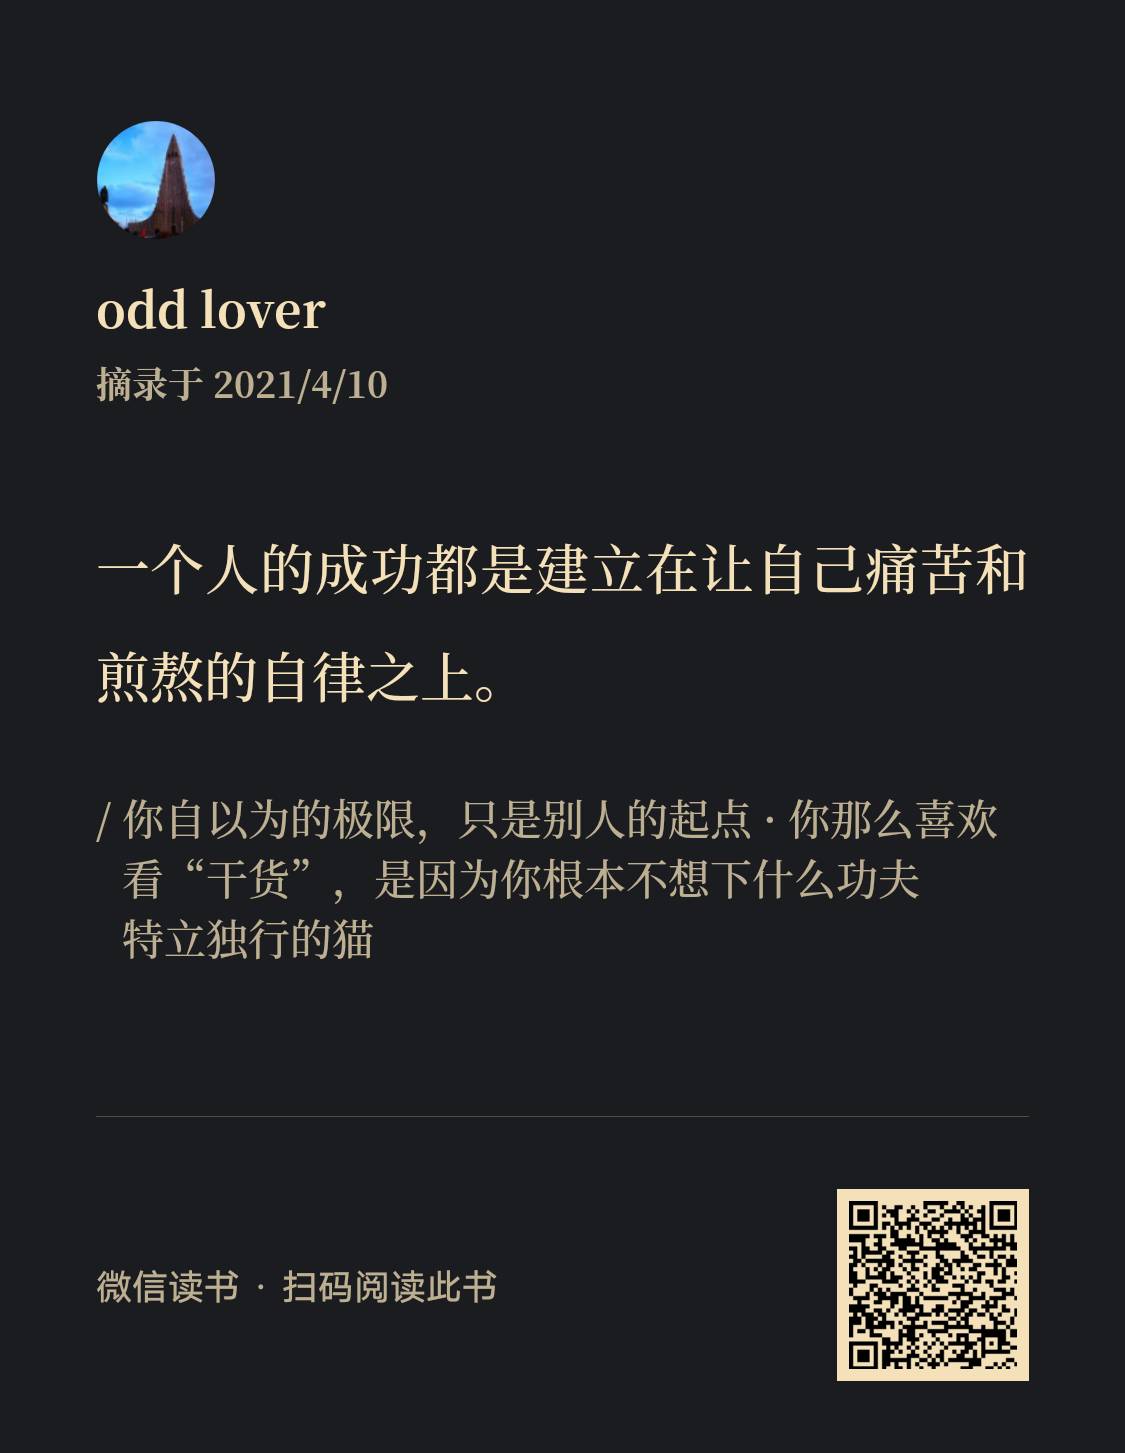 odd lover
摘录于 2021/4/10
一个人的成功都是建立在让自己痛苦和
煎熬的自律之上。
/ 你自以为的极限，只是别人的起点 · 你那么喜欢
看“干货”，是因为你根本不想下什么功夫
特立独行的猫
微信读书 · 扫码阅读此书